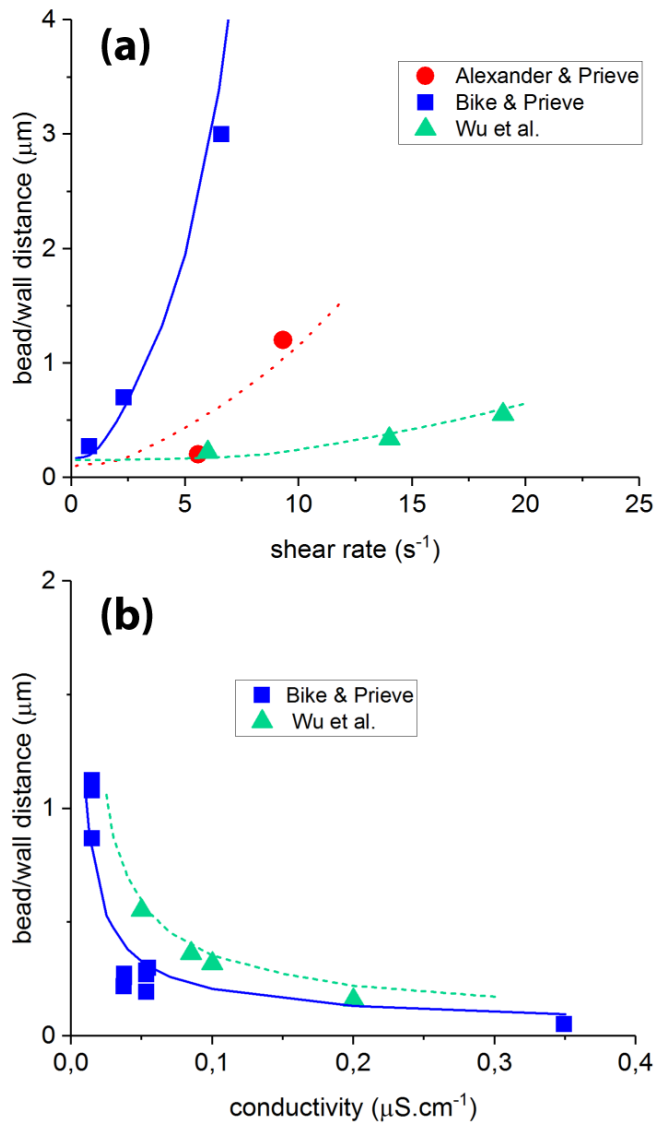 (a)
Alexander & Prieve
Bike & Prieve
Wu et al.
4
3
2
1
0
bead/wall distance (μm)
0 5 10 15 20 25
shear rate (s⁻¹)
(b)
Bike & Prieve
Wu et al.
2
1
0
bead/wall distance (μm)
0,0 0,1 0,2 0,3 0,4
conductivity (μS.cm⁻¹)